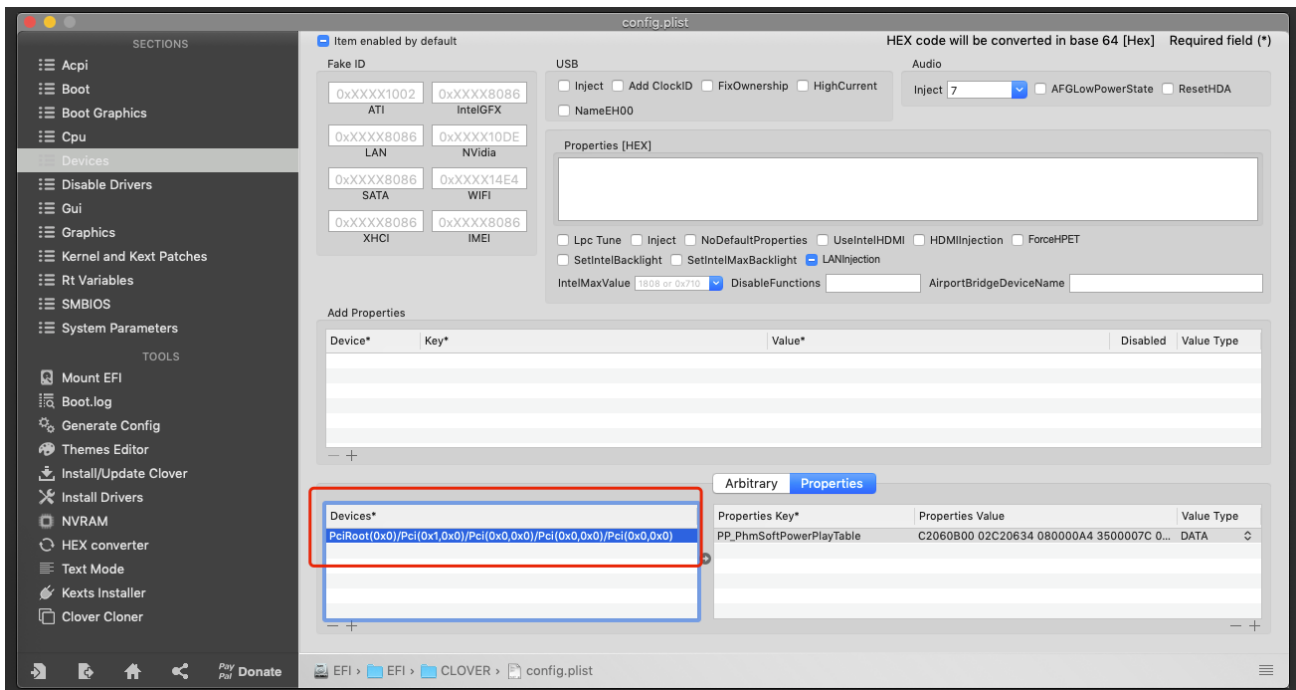 config.plist
SECTIONS
Acpi
Boot
Boot Graphics
Cpu
Devices
Disable Drivers
Gui
Graphics
Kernel and Kext Patches
Rt Variables
SMBIOS
System Parameters
TOOLS
Mount EFI
Boot.log
Generate Config
Themes Editor
Install/Update Clover
Install Drivers
NVRAM
HEX converter
Text Mode
Kexts Installer
Clover Cloner
Pay Pal Donate
Item enabled by default
HEX code will be converted in base 64 [Hex] Required field (*)
Fake ID
0xXXXX1002 0xXXXX8086
ATI IntelGFX
0xXXXX8086 0xXXXX10DE
LAN NVidia
0xXXXX8086 0xXXXX14E4
SATA WIFI
0xXXXX8086 0xXXXX8086
XHCI IMEI
USB
Inject Add ClockID FixOwnership HighCurrent
NameEH00
Audio
Inject 7 AFGLowPowerState ResetHDA
Properties [HEX]
Lpc Tune Inject NoDefaultProperties UseIntelHDMI HDMIInjection ForceHPET
SetIntelBacklight SetIntelMaxBacklight LANInjection
IntelMaxValue 1808 or 0x710 DisableFunctions AirportBridgeDeviceName
Add Properties
Device* Key* Value* Disabled Value Type
Arbitrary Properties
Devices*
PciRoot(0x0)/Pci(0x1,0x0)/Pci(0x0,0x0)/Pci(0x0,0x0)/Pci(0x0,0x0)
Properties Key* Properties Value Value Type
PP_PhmSoftPowerPlayTable C2060B00 02C20634 080000A4 3500007C 0... DATA
EFI › EFI › CLOVER › config.plist